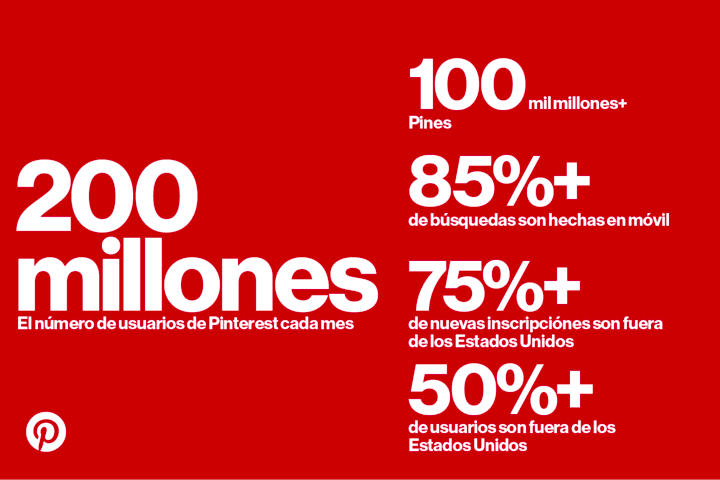 200
millones
El número de usuarios de Pinterest cada mes
100 mil millones+
Pines
85%+
de búsquedas son hechas en móvil
75%+
de nuevas inscripciónes son fuera
de los Estados Unidos
50%+
de usuarios son fuera de los
Estados Unidos